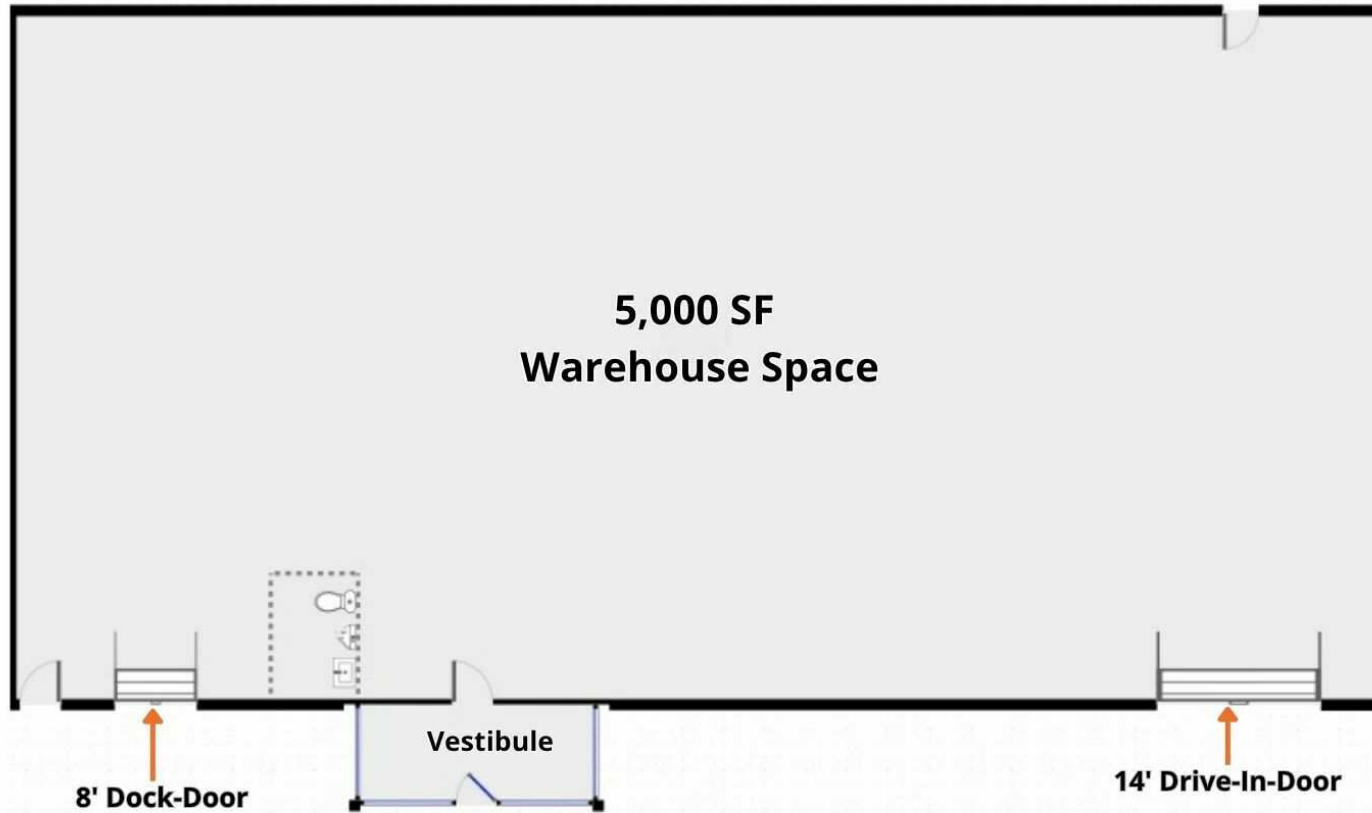 5,000 SF
Warehouse Space
Vestibule
8' Dock-Door
14' Drive-In-Door